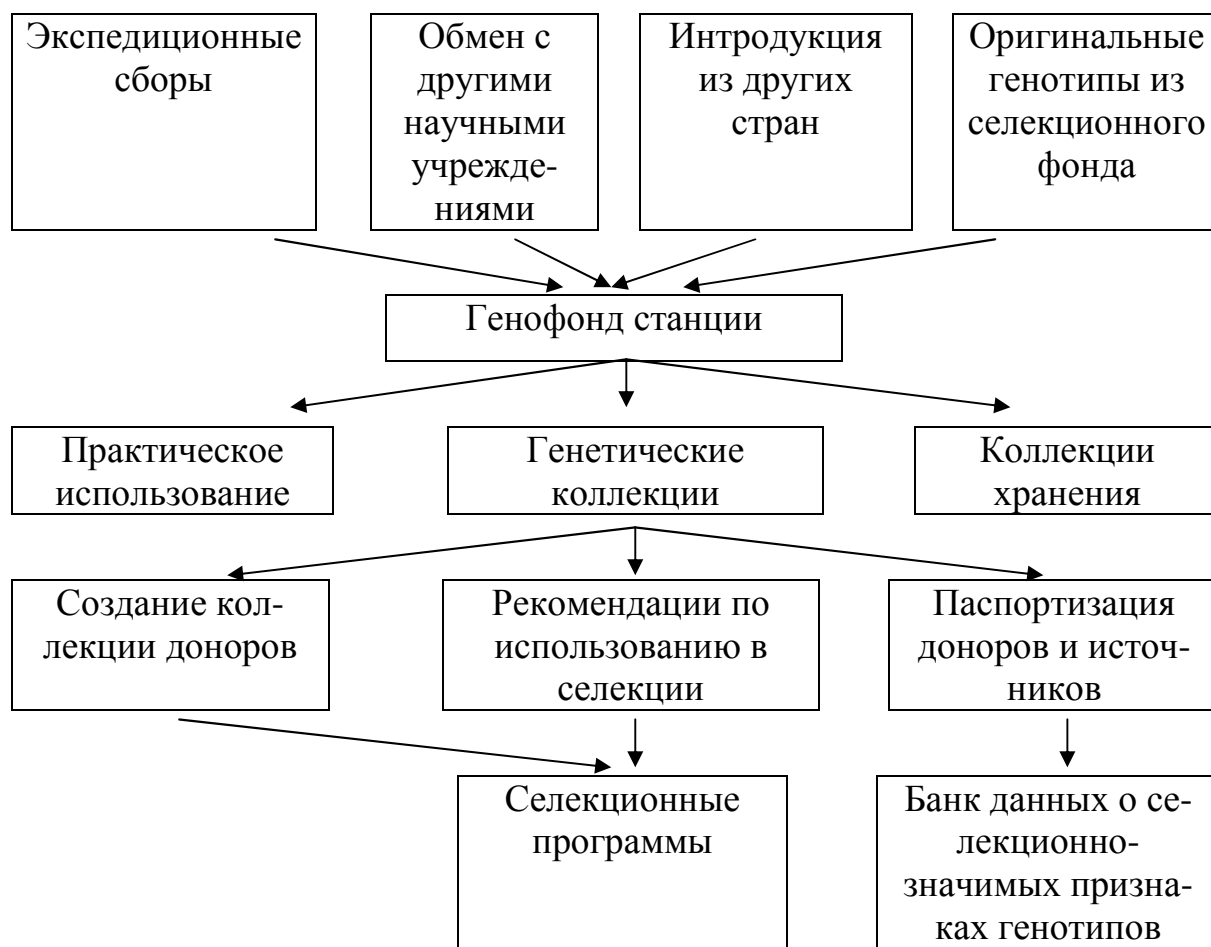 Экспедиционные
сборы
Обмен с
другими
научными
учрежде-
ниями
Интродукция
из других
стран
Оригинальные
генотипы из
селекционного
фонда
Генофонд станции
Практическое
использование
Генетические
коллекции
Коллекции
хранения
Создание кол-
лекции доноров
Рекомендации по
использованию в
селекции
Паспортизация
доноров и источ-
ников
Селекционные
программы
Банк данных о се-
лекционно-
значимых призна-
ках генотипов